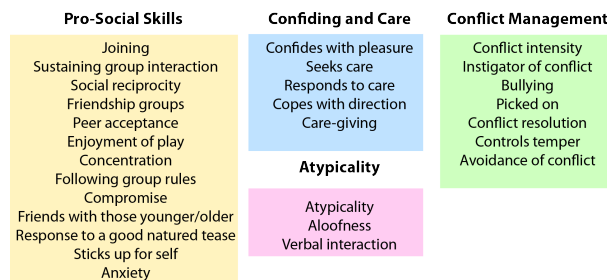 Pro-Social Skills
Joining
Sustaining group interaction
Social reciprocity
Friendship groups
Peer acceptance
Enjoyment of play
Concentration
Following group rules
Compromise
Friends with those younger/older
Response to a good natured tease
Sticks up for self
Anxiety
Confiding and Care
Confides with pleasure
Seeks care
Responds to care
Copes with direction
Care-giving
Atypicality
Atypicality
Aloofness
Verbal interaction
Conflict Management
Conflict intensity
Instigator of conflict
Bullying
Picked on
Conflict resolution
Controls temper
Avoidance of conflict